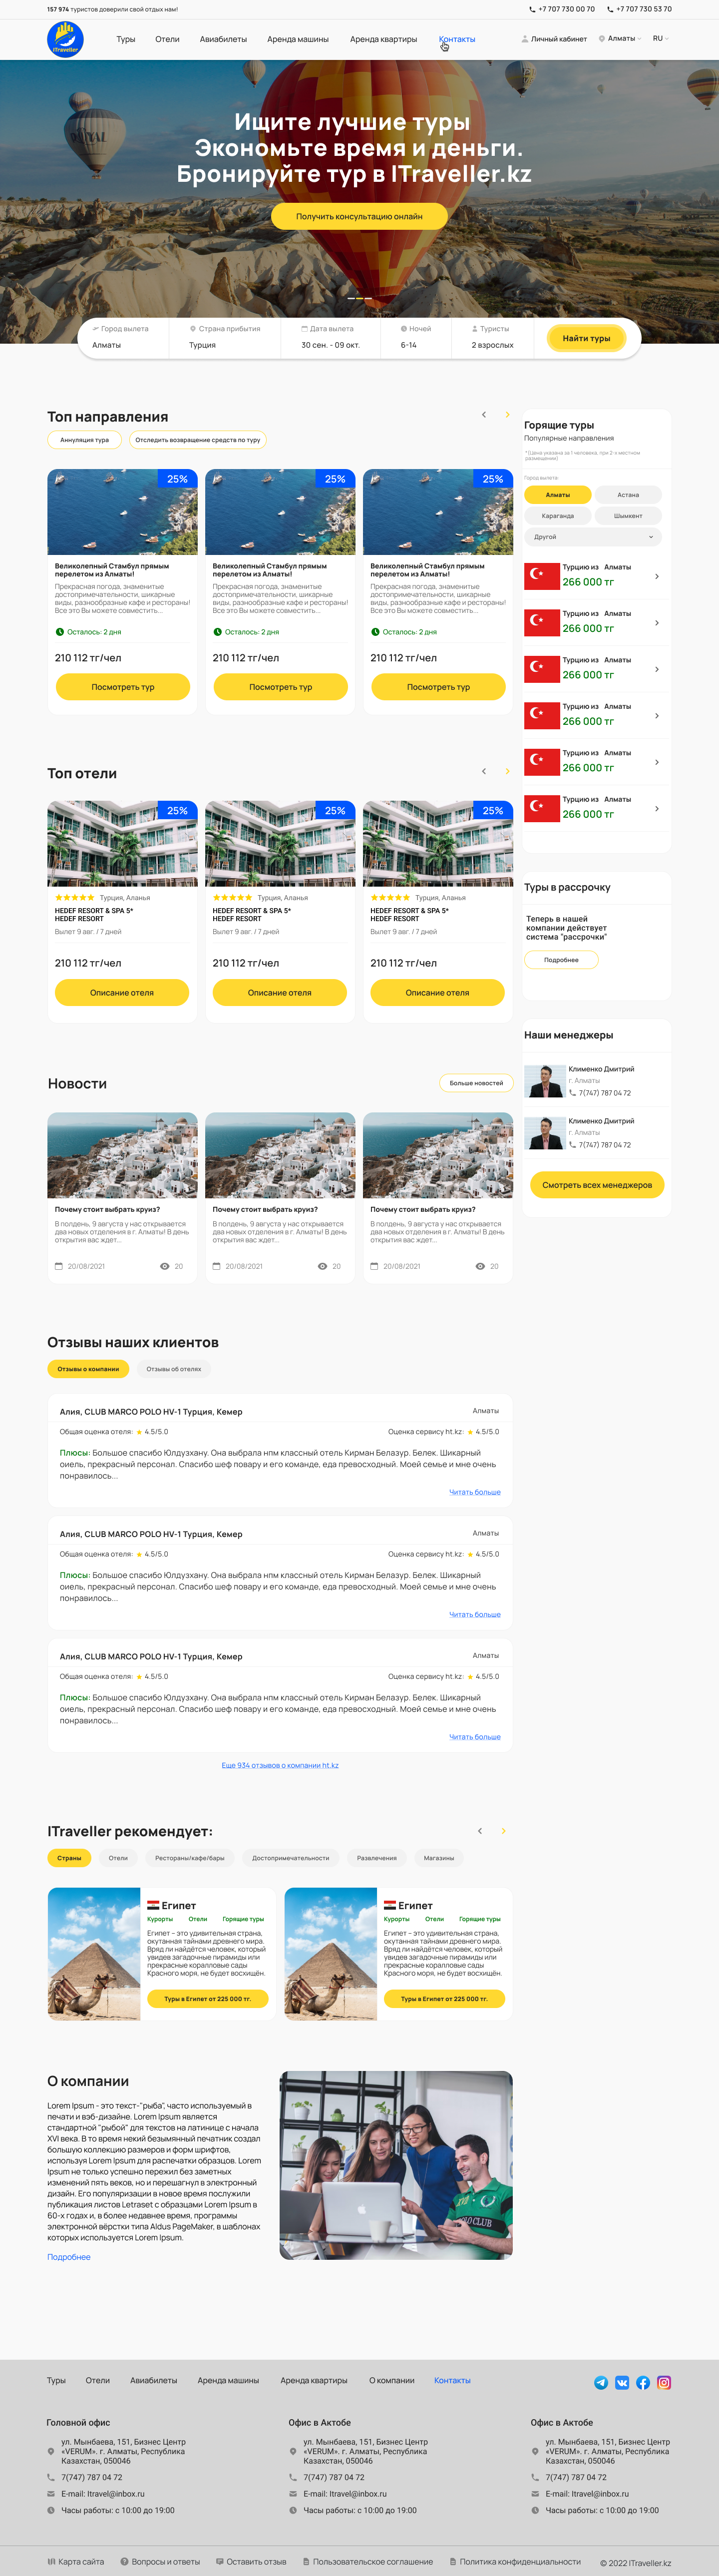 157 974 туристов доверили свой отдых нам!
+7 707 730 00 70
+7 707 730 53 70
ITraveller
Туры
Отели
Авиабилеты
Аренда машины
Аренда квартиры
Контакты
Личный кабинет
Алматы
RU
ROYAL
Ищите лучшие туры
Экономьте время и деньги.
Бронируйте тур в ITraveller.kz
Получить консультацию онлайн
Город вылета
Страна прибытия
Дата вылета
Ночей
Туристы
Алматы
Турция
30 сен. - 09 окт.
6-14
2 взрослых
Найти туры
Топ направления
Аннуляция тура
Отследить возвращение средств по туру
25%
25%
25%
Великолепный Стамбул прямым
перелетом из Алматы!
Прекрасная погода, знаменитые
достопримечательности, шикарные
виды, разнообразные кафе и рестораны!
Все это Вы можете совместить...
Осталось: 2 дня
210 112 тг/чел
Посмотреть тур
Великолепный Стамбул прямым
перелетом из Алматы!
Прекрасная погода, знаменитые
достопримечательности, шикарные
виды, разнообразные кафе и рестораны!
Все это Вы можете совместить...
Осталось: 2 дня
210 112 тг/чел
Посмотреть тур
Великолепный Стамбул прямым
перелетом из Алматы!
Прекрасная погода, знаменитые
достопримечательности, шикарные
виды, разнообразные кафе и рестораны!
Все это Вы можете совместить...
Осталось: 2 дня
210 112 тг/чел
Посмотреть тур
Горящие туры
Популярные направления
*(Цена указана за 1 человека, при 2-х местном
размещении)
Город вылета:
Алматы
Астана
Караганда
Шымкент
Другой
Турцию из Алматы
266 000 тг
Турцию из Алматы
266 000 тг
Турцию из Алматы
266 000 тг
Турцию из Алматы
266 000 тг
Турцию из Алматы
266 000 тг
Турцию из Алматы
266 000 тг
Топ отели
25%
25%
25%
Турция, Аланья
HEDEF RESORT & SPA 5*
HEDEF RESORT
Вылет 9 авг. / 7 дней
210 112 тг/чел
Описание отеля
Турция, Аланья
HEDEF RESORT & SPA 5*
HEDEF RESORT
Вылет 9 авг. / 7 дней
210 112 тг/чел
Описание отеля
Турция, Аланья
HEDEF RESORT & SPA 5*
HEDEF RESORT
Вылет 9 авг. / 7 дней
210 112 тг/чел
Описание отеля
Туры в рассрочку
Теперь в нашей
компании действует
система "рассрочки"
Подробнее
Наши менеджеры
Клименко Дмитрий
г. Алматы
7(747) 787 04 72
Клименко Дмитрий
г. Алматы
7(747) 787 04 72
Смотреть всех менеджеров
Новости
Больше новостей
Почему стоит выбрать круиз?
В полдень, 9 августа у нас открывается
два новых отделения в г. Алматы! В день
открытия вас ждет...
20/08/2021
20
Почему стоит выбрать круиз?
В полдень, 9 августа у нас открывается
два новых отделения в г. Алматы! В день
открытия вас ждет...
20/08/2021
20
Почему стоит выбрать круиз?
В полдень, 9 августа у нас открывается
два новых отделения в г. Алматы! В день
открытия вас ждет...
20/08/2021
20
Отзывы наших клиентов
Отзывы о компании
Отзывы об отелях
Алия, CLUB MARCO POLO HV-1 Турция, Кемер
Алматы
Общая оценка отеля: 4.5/5.0
Оценка сервису ht.kz: 4.5/5.0
Плюсы: Большое спасибо Юлдузхану. Она выбрала нпм классный отель Кирман Белазур. Белек. Шикарный
оиель, прекрасный персонал. Спасибо шеф повару и его команде, еда превосходный. Моей семье и мне очень
понравилось...
Читать больше
Алия, CLUB MARCO POLO HV-1 Турция, Кемер
Алматы
Общая оценка отеля: 4.5/5.0
Оценка сервису ht.kz: 4.5/5.0
Плюсы: Большое спасибо Юлдузхану. Она выбрала нпм классный отель Кирман Белазур. Белек. Шикарный
оиель, прекрасный персонал. Спасибо шеф повару и его команде, еда превосходный. Моей семье и мне очень
понравилось...
Читать больше
Алия, CLUB MARCO POLO HV-1 Турция, Кемер
Алматы
Общая оценка отеля: 4.5/5.0
Оценка сервису ht.kz: 4.5/5.0
Плюсы: Большое спасибо Юлдузхану. Она выбрала нпм классный отель Кирман Белазур. Белек. Шикарный
оиель, прекрасный персонал. Спасибо шеф повару и его команде, еда превосходный. Моей семье и мне очень
понравилось...
Читать больше
Еще 934 отзывов о компании ht.kz
ITraveller рекомендует:
Страны
Отели
Рестораны/кафе/бары
Достопримечательности
Развлечения
Магазины
Египет
Курорты
Отели
Горящие туры
Египет – это удивительная страна,
окутанная тайнами древнего мира.
Вряд ли найдётся человек, который
увидев загадочные пирамиды или
прекрасные коралловые сады
Красного моря, не будет восхищён.
Туры в Египет от 225 000 тг.
Египет
Курорты
Отели
Горящие туры
Египет – это удивительная страна,
окутанная тайнами древнего мира.
Вряд ли найдётся человек, который
увидев загадочные пирамиды или
прекрасные коралловые сады
Красного моря, не будет восхищён.
Туры в Египет от 225 000 тг.
О компании
Lorem Ipsum - это текст-"рыба", часто используемый в
печати и вэб-дизайне. Lorem Ipsum является
стандартной "рыбой" для текстов на латинице с начала
XVI века. В то время некий безымянный печатник создал
большую коллекцию размеров и форм шрифтов,
используя Lorem Ipsum для распечатки образцов. Lorem
Ipsum не только успешно пережил без заметных
изменений пять веков, но и перешагнул в электронный
дизайн. Его популяризации в новое время послужили
публикация листов Letraset с образцами Lorem Ipsum в
60-х годах и, в более недавнее время, программы
электронной вёрстки типа Aldus PageMaker, в шаблонах
которых используется Lorem Ipsum.
Подробнее
Туры
Отели
Авиабилеты
Аренда машины
Аренда квартиры
О компании
Контакты
Головной офис
ул. Мынбаева, 151, Бизнес Центр
«VERUM». г. Алматы, Республика
Казахстан, 050046
7(747) 787 04 72
E-mail: Itravel@inbox.ru
Часы работы: с 10:00 до 19:00
Офис в Актобе
ул. Мынбаева, 151, Бизнес Центр
«VERUM». г. Алматы, Республика
Казахстан, 050046
7(747) 787 04 72
E-mail: Itravel@inbox.ru
Часы работы: с 10:00 до 19:00
Офис в Актобе
ул. Мынбаева, 151, Бизнес Центр
«VERUM». г. Алматы, Республика
Казахстан, 050046
7(747) 787 04 72
E-mail: Itravel@inbox.ru
Часы работы: с 10:00 до 19:00
Карта сайта
Вопросы и ответы
Оставить отзыв
Пользовательское соглашение
Политика конфиденциальности
© 2022 ITraveller.kz